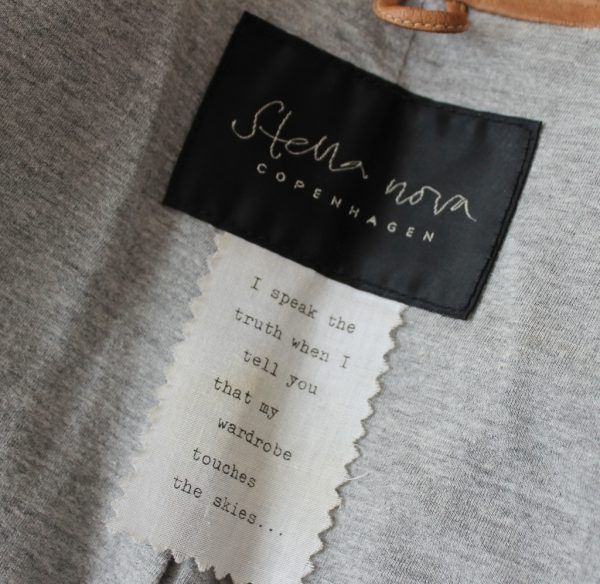 Stella nova
COPENHAGEN
I speak the
truth when I
tell you
that my
wardrobe
touches
the skies...